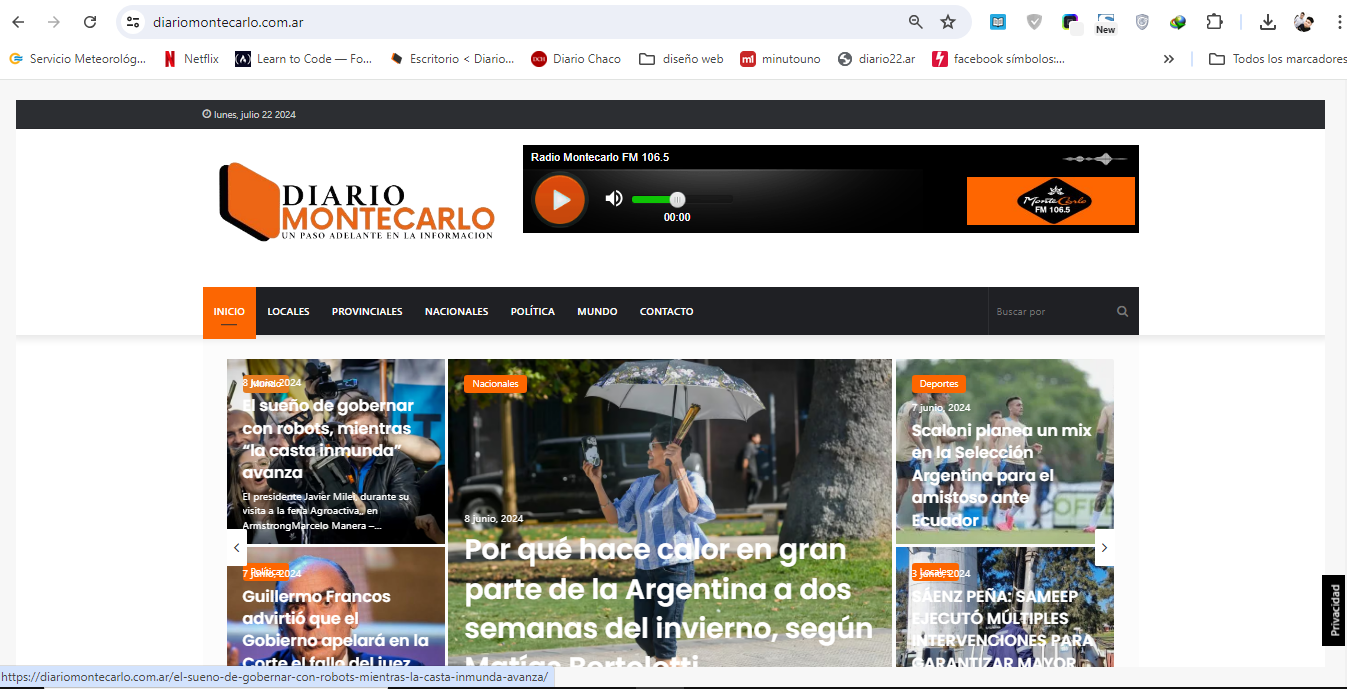 diariomontecarlo.com.ar
New
Servicio Meteorológ...
Netflix
Learn to Code — Fo...
Escritorio < Diario...
DCH
Diario Chaco
diseño web
m1
minutouno
diario22.ar
facebook símbolos:...
»
Todos los marcadores
lunes, julio 22 2024
DIARIO
MONTECARLO
UN PASO ADELANTE EN LA INFORMACION
Radio Montecarlo FM 106.5
00:00
MonteCarlo
FM 106.5
INICIO
LOCALES
PROVINCIALES
NACIONALES
POLÍTICA
MUNDO
CONTACTO
Buscar por
Mundo
8 junio, 2024
El sueño de gobernar
con robots, mientras
“la casta inmunda”
avanza
El presidente Javier Milei, durante su
visita a la feria Agroactiva,, en
ArmstrongMarcelo Manera –...
Política
7 junio, 2024
Guillermo Francos
advirtió que el
Gobierno apelará en la
Corte el fallo del juez
Nacionales
8 junio, 2024
Por qué hace calor en gran
parte de la Argentina a dos
semanas del invierno, según
Matías Bertolotti
Deportes
7 junio, 2024
Scaloni planea un mix
en la Selección
Argentina para el
amistoso ante
Ecuador
Locales
3 junio, 2024
SÁENZ PEÑA: SAMEEP
EJECUTÓ MÚLTIPLES
INTERVENCIONES PARA
GARANTIZAR MAYOR
Privacidad
https://diariomontecarlo.com.ar/el-sueno-de-gobernar-con-robots-mientras-la-casta-inmunda-avanza/